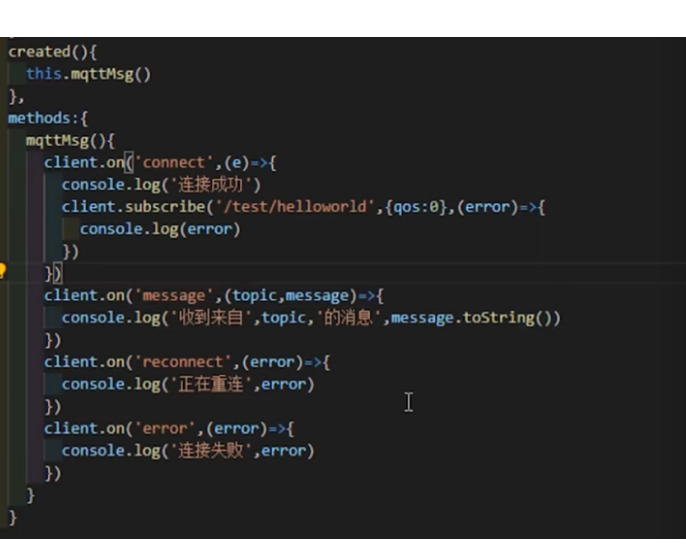 created(){
this.mqttMsg()
},
methods:{
mqttMsg(){
client.on('connect',(e)=>{
console.log('连接成功')
client.subscribe('/test/helloworld',{qos:0},(error)=>{
console.log(error)
})
})
client.on('message',(topic,message)=>{
console.log('收到来自',topic,'的消息',message.toString())
})
client.on('reconnect',(error)=>{
console.log('正在重连',error)
})
client.on('error',(error)=>{
console.log('连接失败',error)
})
}
}